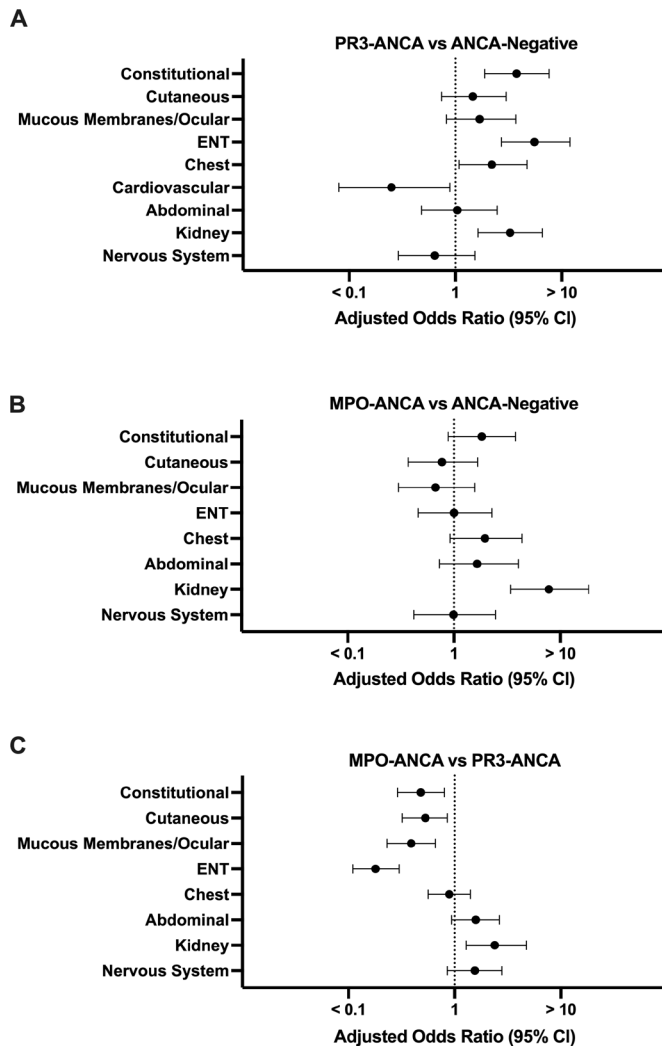 A
PR3-ANCA vs ANCA-Negative
Constitutional
Cutaneous
Mucous Membranes/Ocular
ENT
Chest
Cardiovascular
Abdominal
Kidney
Nervous System
< 0.1 1 > 10
Adjusted Odds Ratio (95% CI)
B
MPO-ANCA vs ANCA-Negative
Constitutional
Cutaneous
Mucous Membranes/Ocular
ENT
Chest
Abdominal
Kidney
Nervous System
< 0.1 1 > 10
Adjusted Odds Ratio (95% CI)
C
MPO-ANCA vs PR3-ANCA
Constitutional
Cutaneous
Mucous Membranes/Ocular
ENT
Chest
Abdominal
Kidney
Nervous System
< 0.1 1 > 10
Adjusted Odds Ratio (95% CI)